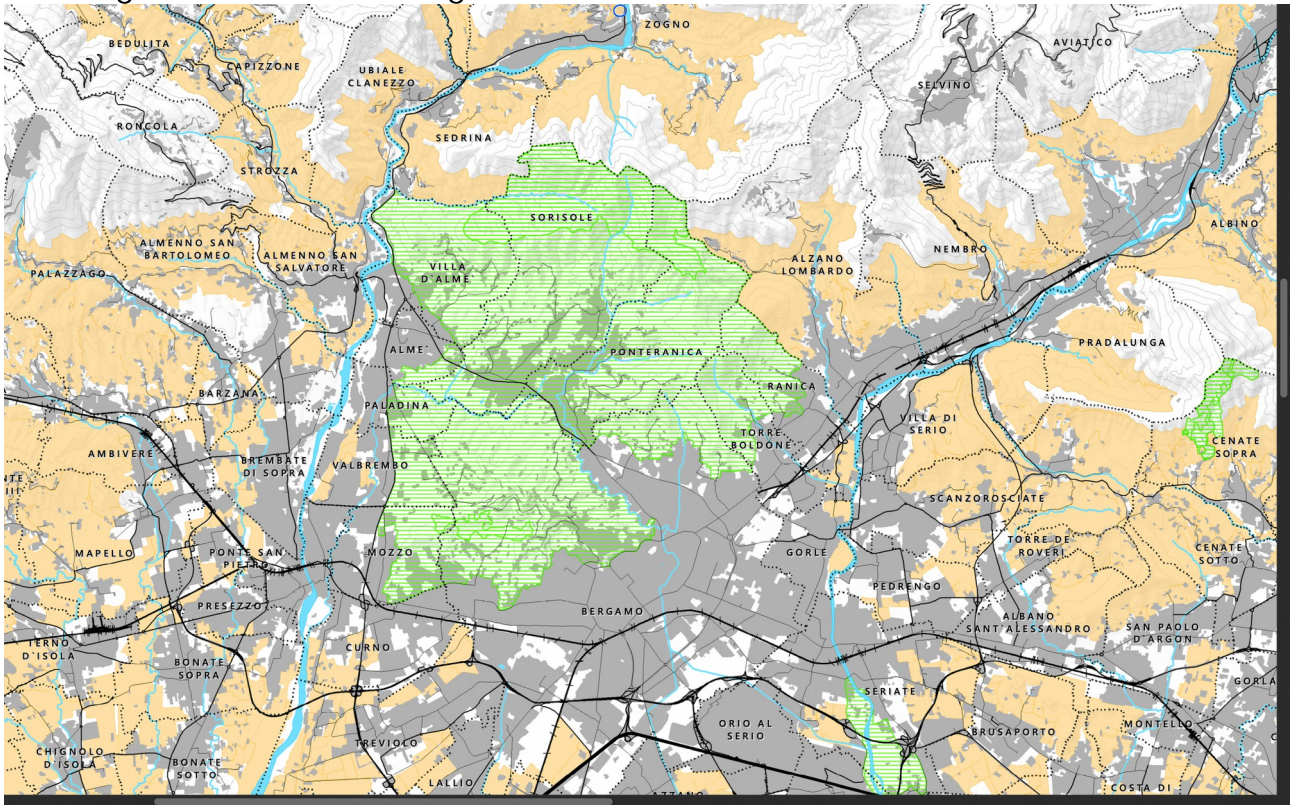 ZOGNO
BEDULITA
AVIATICO
CAPIZZONE
UBIALE
CLANEZZO
SELVINO
RONCOLA
SEDRINA
STROZZA
SORISOLE
ALBINO
ALMENNO SAN
BARTOLOMEO
ALMENNO SAN
SALVATORE
NEMBRO
ALZANO
LOMBARDO
VILLA
D'ALME
PALAZZAGO
PRADALUNGA
ALME'
PONTERANICA
RANICA
BARZANA
PALADINA
VILLA DI
SERIO
TORRE
BOLDONE
CENATE
SOPRA
AMBIVERE
BREMBATE
DI SOPRA
VALBREMBO
SCANZOROSCIATE
TORRE DE
ROVERI
MAPELLO
PONTE SAN
PIETRO
MOZZO
GORLE
CENATE
SOTTO
PEDRENGO
PRESEZZO
BERGAMO
ALBANO
SANT'ALESSANDRO
SAN PAOLO
D'ARGON
D'ISOLA
CURNO
BONATE
SOPRA
SERIATE
GORLA
ORIO AL
SERIO
BRUSAPORTO
MONTELLO
TREVIOLO
CHIGNOLO
D'ISOLA
BONATE
SOTTO
LALLIO
COSTA DI